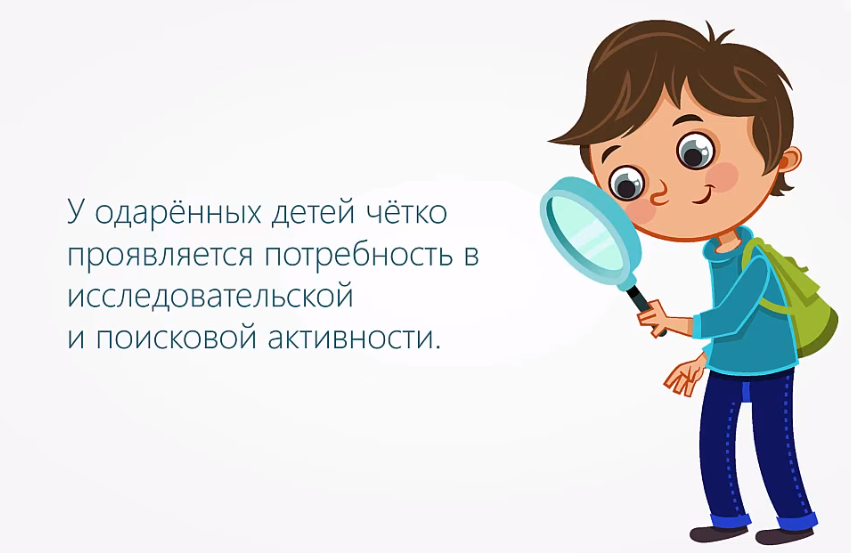 У одарённых детей чётко
проявляется потребность в
исследовательской
и поисковой активности.